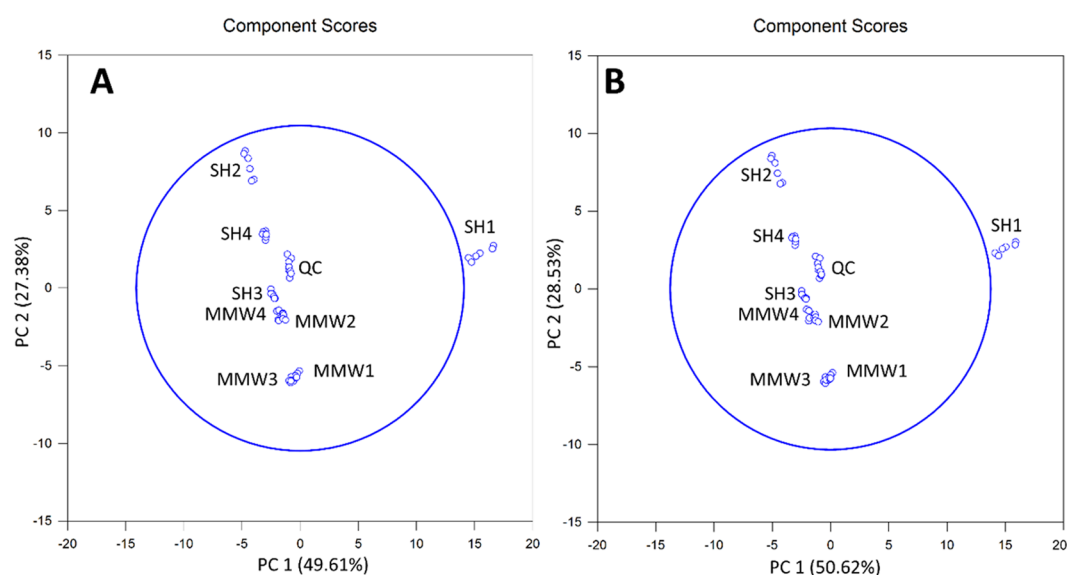 Component Scores
A
15
10
5
0
-5
-10
-15
-20
-15
-10
-5
0
5
10
15
20
PC 2 (27.38%)
PC 1 (49.61%)
SH2
SH1
SH4
QC
SH3
MMW4
MMW2
MMW3
MMW1
Component Scores
B
15
10
5
0
-5
-10
-15
-20
-15
-10
-5
0
5
10
15
20
PC 2 (28.53%)
PC 1 (50.62%)
SH2
SH1
SH4
QC
SH3
MMW4
MMW2
MMW3
MMW1